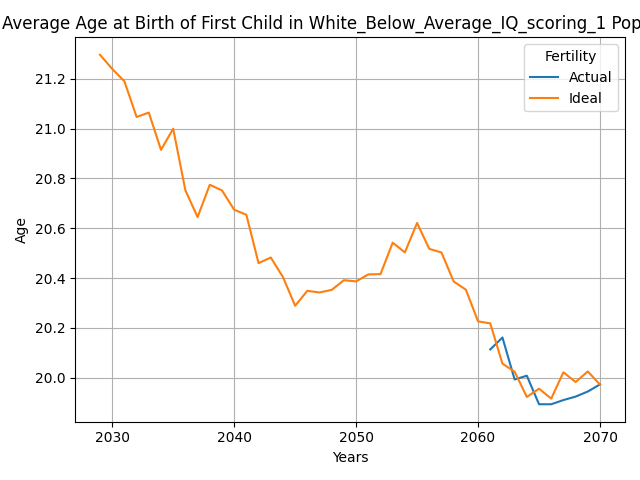 Average Age at Birth of First Child in White_Below_Average_IQ_scoring_1 Pop
Fertility
Actual
Ideal
21.2
21.0
20.8
20.6
20.4
20.2
20.0
Age
2030 2040 2050 2060 2070
Years